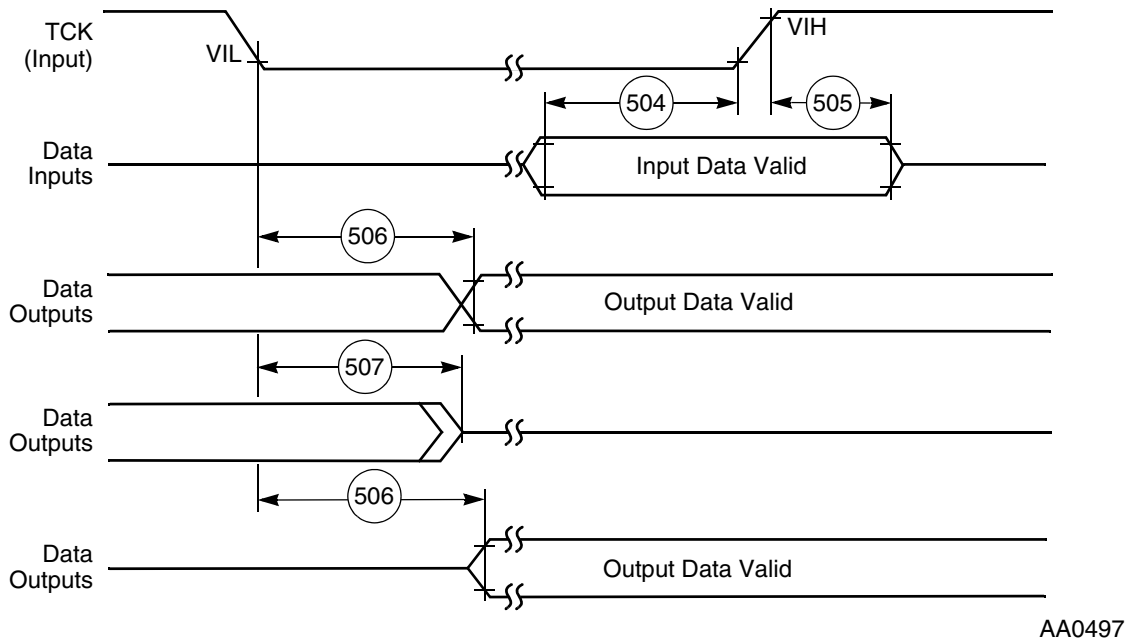 TCK
(Input)
VIL
VIH
504
505
Data
Inputs
Input Data Valid
506
Data
Outputs
Output Data Valid
507
Data
Outputs
506
Data
Outputs
Output Data Valid
AA0497